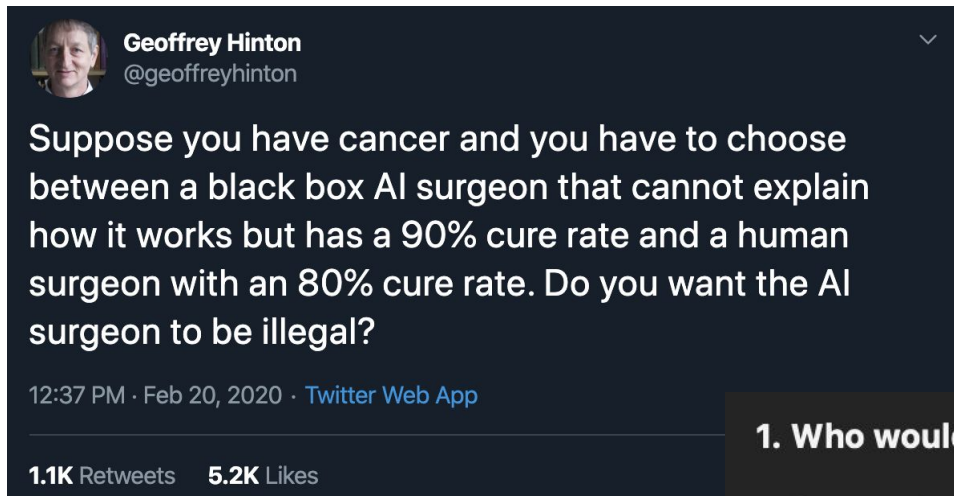 Geoffrey Hinton
@geoffreyhinton
Suppose you have cancer and you have to choose
between a black box AI surgeon that cannot explain
how it works but has a 90% cure rate and a human
surgeon with an 80% cure rate. Do you want the AI
surgeon to be illegal?
12:37 PM · Feb 20, 2020 · Twitter Web App
1.1K Retweets 5.2K Likes
1. Who